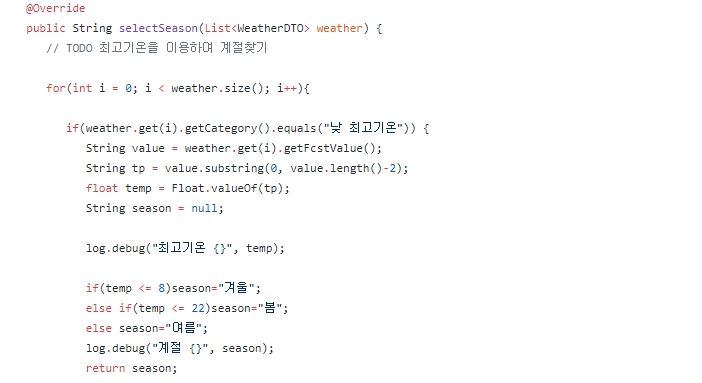 @Override
public String selectSeason(List<WeatherDTO> weather) {
// TODO 최고기온을 이용하여 계절찾기
for(int i = 0; i < weather.size(); i++){
if(weather.get(i).getCategory().equals("낮 최고기온")) {
String value = weather.get(i).getFcstValue();
String tp = value.substring(0, value.length()-2);
float temp = Float.valueOf(tp);
String season = null;
log.debug("최고기온 {}", temp);
if(temp <= 8)season="겨울";
else if(temp <= 22)season="봄";
else season="여름";
log.debug("계절 {}", season);
return season;